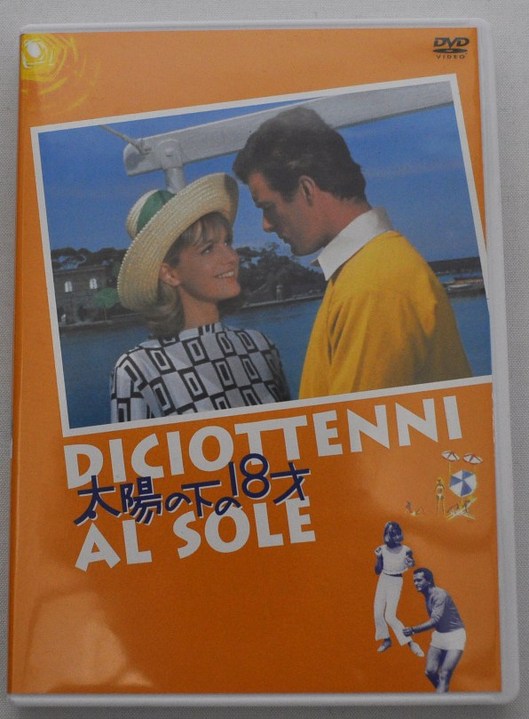 DVD
VIDEO
DICIOTTENNI
太陽の下の18才
AL SOLE